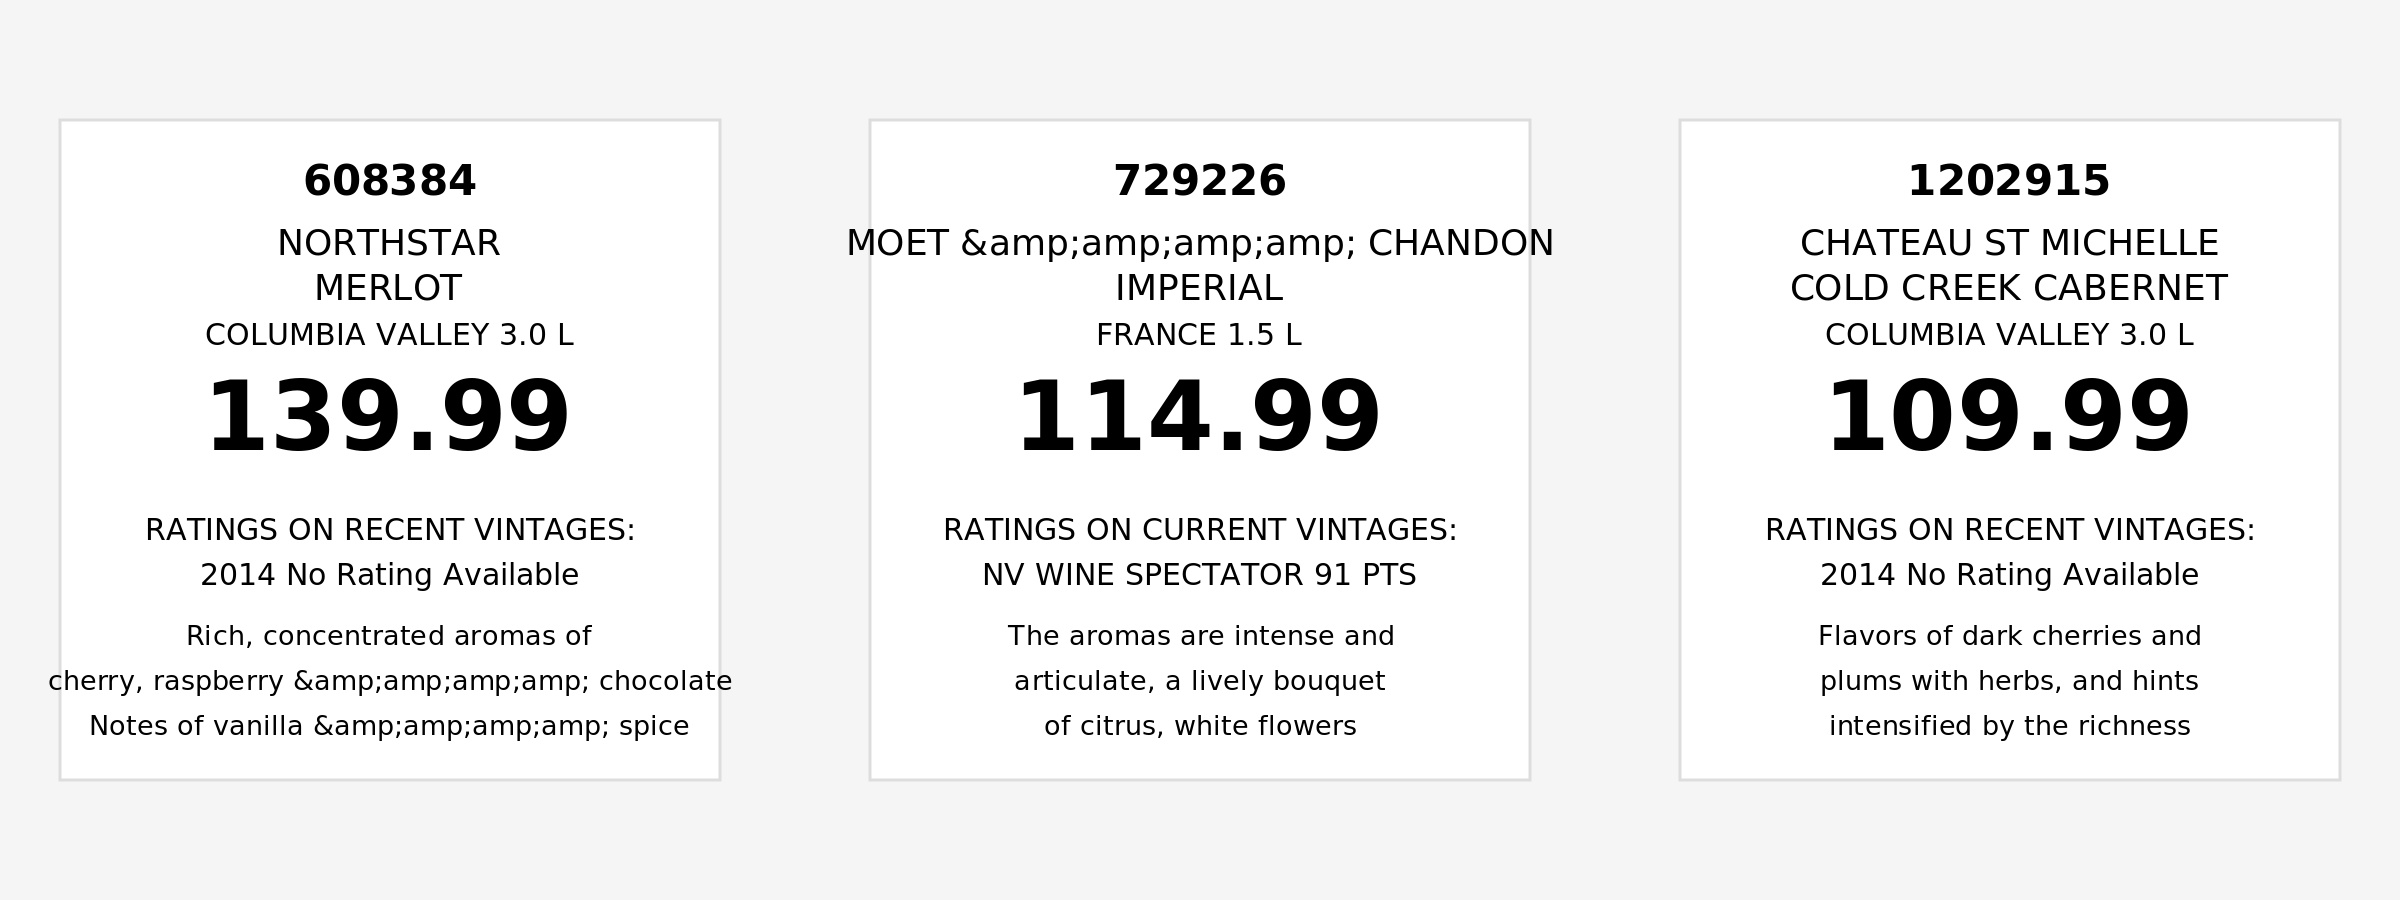 608384
NORTHSTAR
MERLOT
COLUMBIA VALLEY 3.0 L
139.99
RATINGS ON RECENT VINTAGES:
2014 No Rating Available
Rich, concentrated aromas of
cherry, raspberry &amp;amp;amp;amp; chocolate
Notes of vanilla &amp;amp;amp;amp; spice
729226
MOET &amp;amp;amp;amp; CHANDON
IMPERIAL
FRANCE 1.5 L
114.99
RATINGS ON CURRENT VINTAGES:
NV WINE SPECTATOR 91 PTS
The aromas are intense and
articulate, a lively bouquet
of citrus, white flowers
1202915
CHATEAU ST MICHELLE
COLD CREEK CABERNET
COLUMBIA VALLEY 3.0 L
109.99
RATINGS ON RECENT VINTAGES:
2014 No Rating Available
Flavors of dark cherries and
plums with herbs, and hints
intensified by the richness